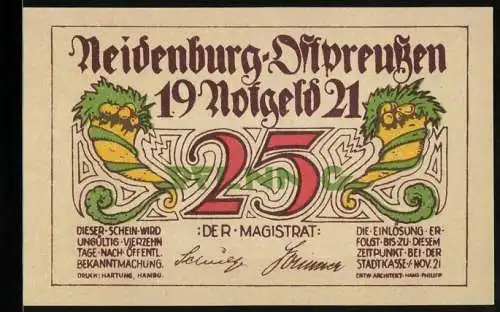 Neidenburg·Ostpreußen
19 Notgeld 21
25
PFENNIG
DIESER·SCHEIN·WIRD
UNGÜLTIG·VIERZEHN
TAGE·NACH·ÖFFENTL.
BEKANNTMACHUNG.
DRUCK: HARTUNG, HAMBG.
:DER·MAGISTRAT:
DIE·EINLÖSUNG·ER-
FOLGT·BIS·ZU·DIESEM
ZEITPUNKT·BEI·DER
STADTKASSE·/·NOV. 21
ENTW. ARCHITEKT: HANS PHILIPP